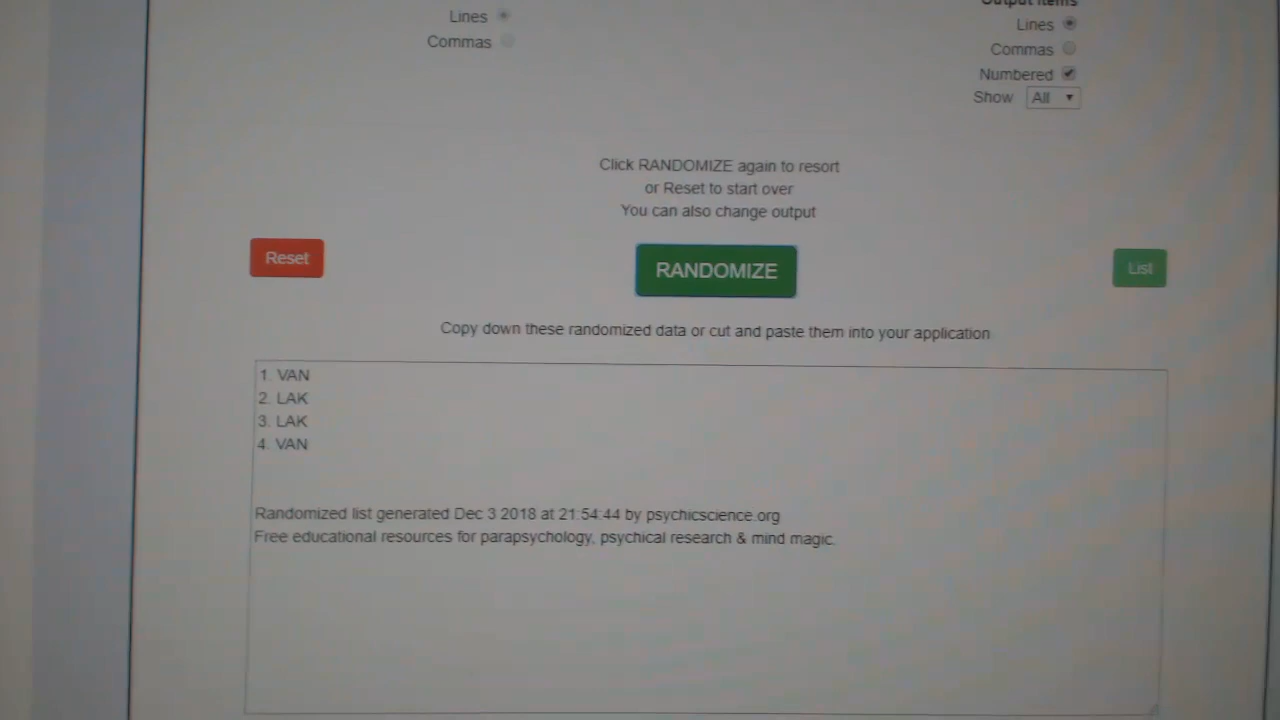 Output Items
Lines
Commas
Lines
Commas
Numbered
Show All
Click RANDOMIZE again to resort
or Reset to start over
You can also change output
Reset
RANDOMIZE
List
Copy down these randomized data or cut and paste them into your application
1. VAN
2. LAK
3. LAK
4. VAN
Randomized list generated Dec 3 2018 at 21:54:44 by psychicscience.org
Free educational resources for parapsychology, psychical research & mind magic.